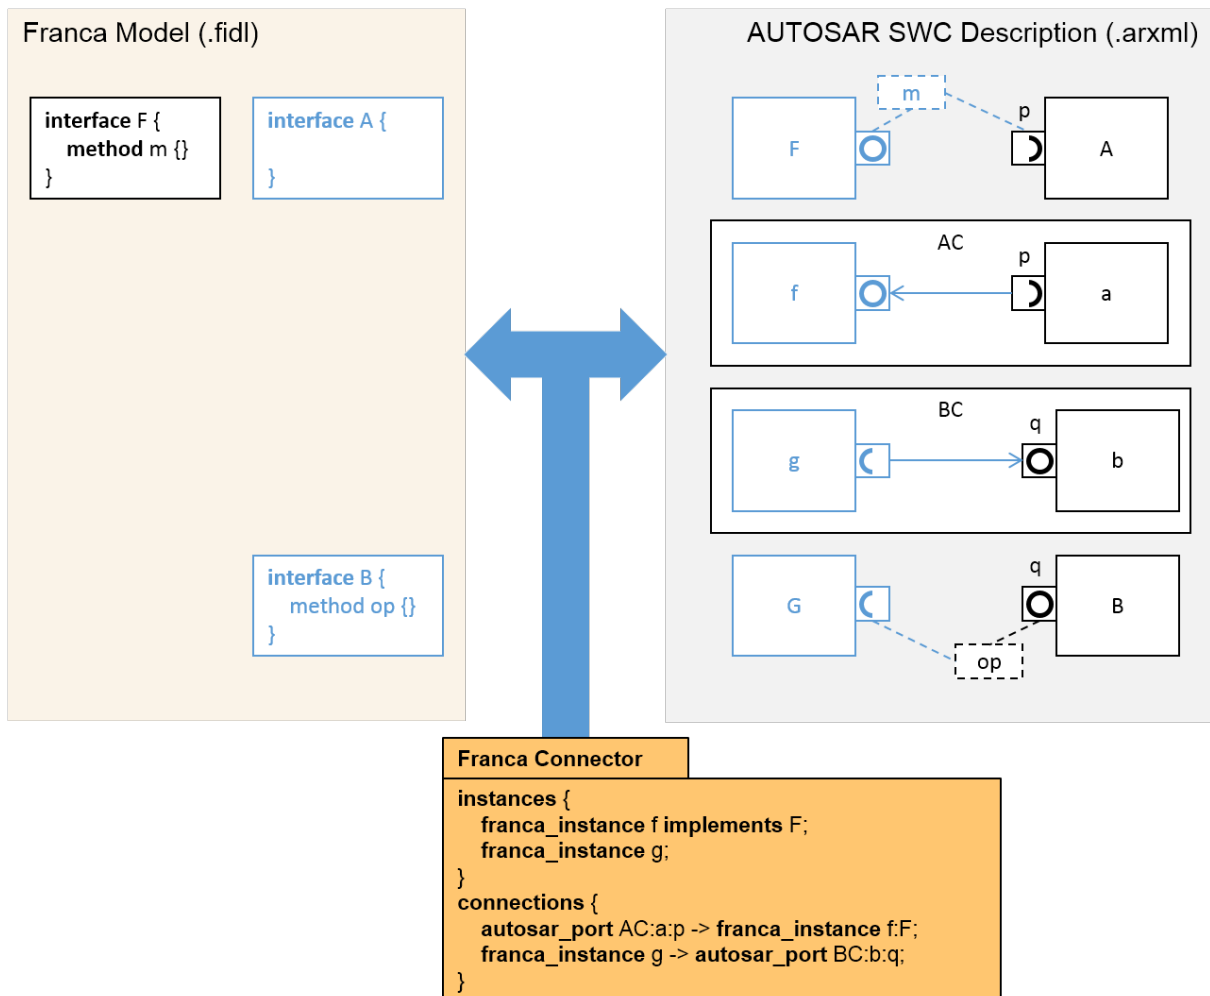 Franca Model (.fidl)
interface F {
method m {}
}
interface A {
}
interface B {
method op {}
}
AUTOSAR SWC Description (.arxml)
m
F
p
A
AC
f
p
a
BC
g
q
b
G
q
B
op
Franca Connector
instances {
franca_instance f implements F;
franca_instance g;
}
connections {
autosar_port AC:a:p -> franca_instance f:F;
franca_instance g -> autosar_port BC:b:q;
}